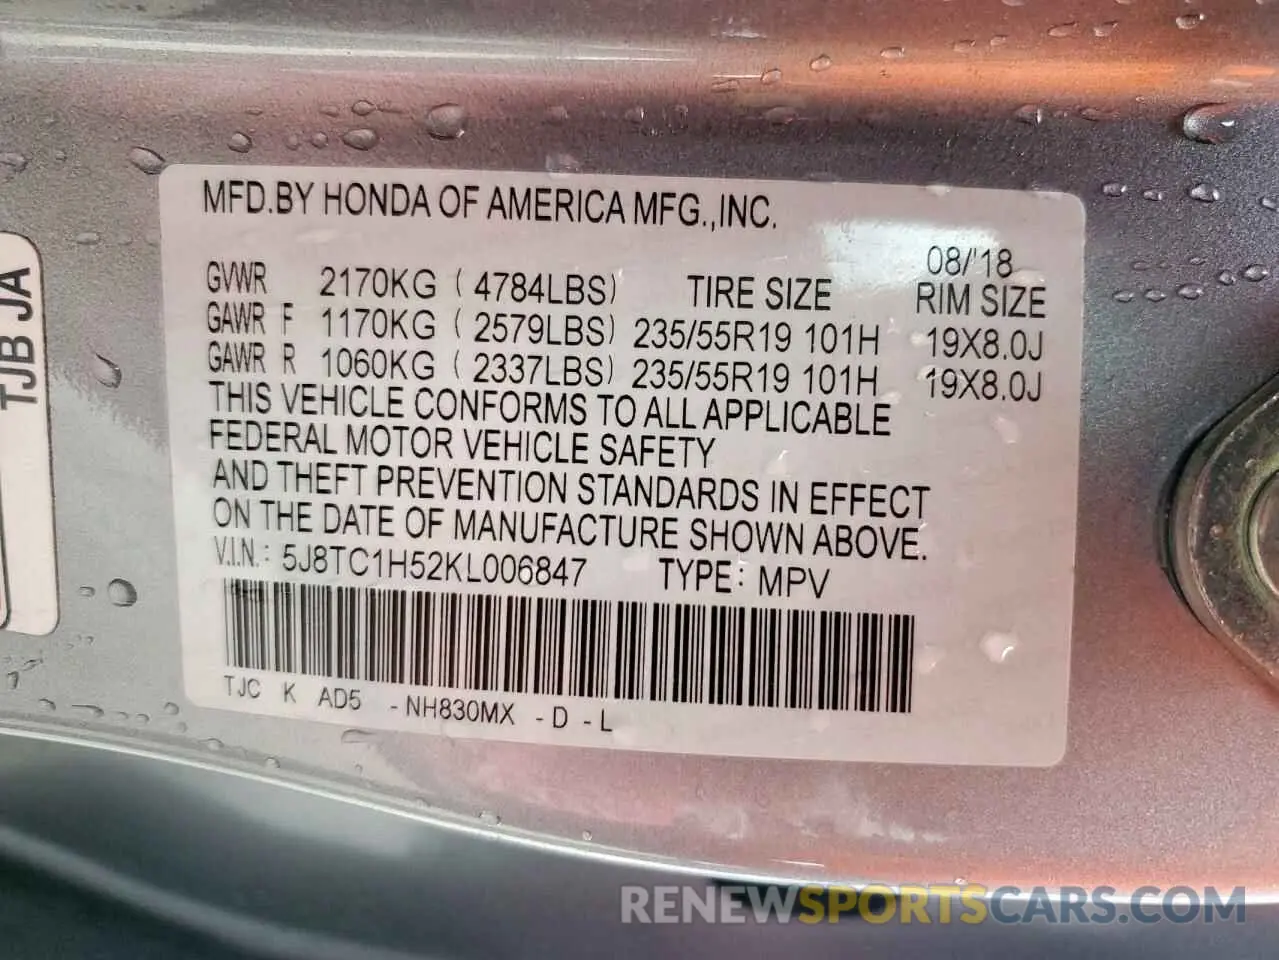 MFD.BY HONDA OF AMERICA MFG.,INC.
08/'18
GVWR 2170KG ( 4784LBS) TIRE SIZE RIM SIZE
GAWR F 1170KG ( 2579LBS) 235/55R19 101H 19X8.0J
GAWR R 1060KG ( 2337LBS) 235/55R19 101H 19X8.0J
THIS VEHICLE CONFORMS TO ALL APPLICABLE
FEDERAL MOTOR VEHICLE SAFETY
AND THEFT PREVENTION STANDARDS IN EFFECT
ON THE DATE OF MANUFACTURE SHOWN ABOVE.
V.I.N.: 5J8TC1H52KL006847 TYPE: MPV
TJC K AD5 -NH830MX -D -L
TJB JA
RENEWSPORTSCARS.COM